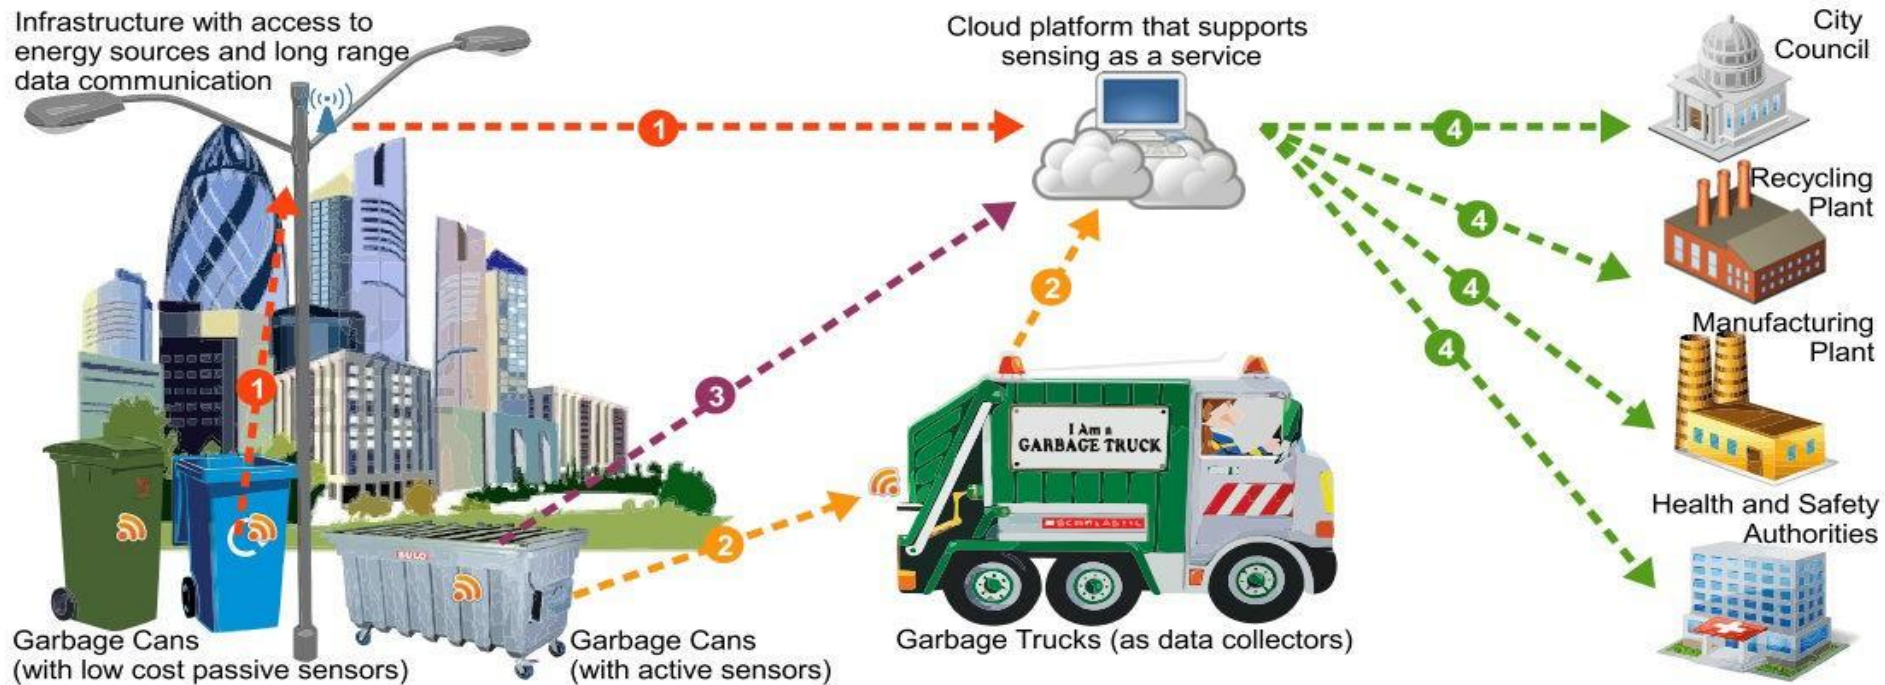 Infrastructure with access to
energy sources and long range
data communication
Cloud platform that supports
sensing as a service
City
Council
1
4
Recycling
Plant
4
3
2
4
4
Manufacturing
Plant
1
I Am a
GARBAGE TRUCK
2
SCHOLASTIC
Health and Safety
Authorities
SULO
Garbage Cans
(with low cost passive sensors)
Garbage Cans
(with active sensors)
Garbage Trucks (as data collectors)